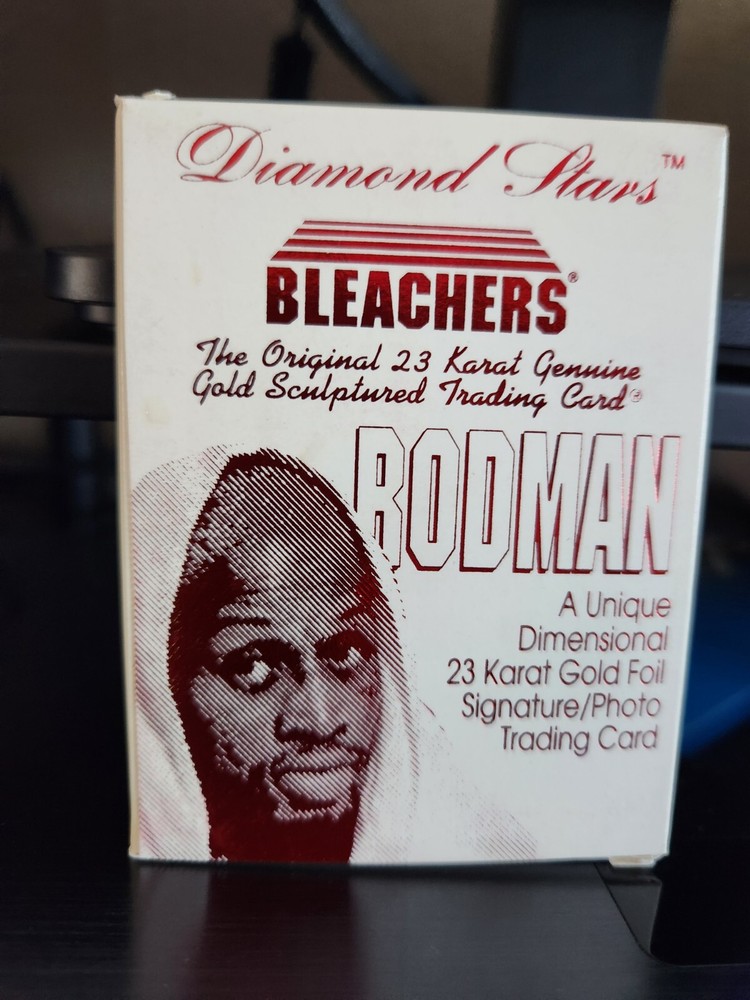 Diamond Stars™
BLEACHERS®
The Original 23 Karat Genuine
Gold Sculptured Trading Card®
RODMAN
A Unique
Dimensional
23 Karat Gold Foil
Signature/Photo
Trading Card